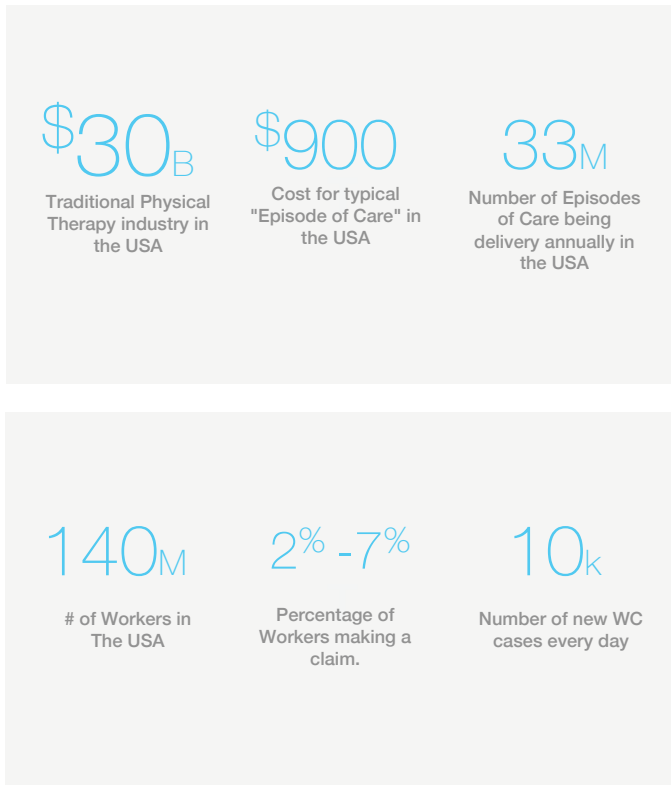 $30B
Traditional Physical
Therapy industry in
the USA
$900
Cost for typical
"Episode of Care" in
the USA
33M
Number of Episodes
of Care being
delivery annually in
the USA
140M
# of Workers in
The USA
2% -7%
Percentage of
Workers making a
claim.
10k
Number of new WC
cases every day